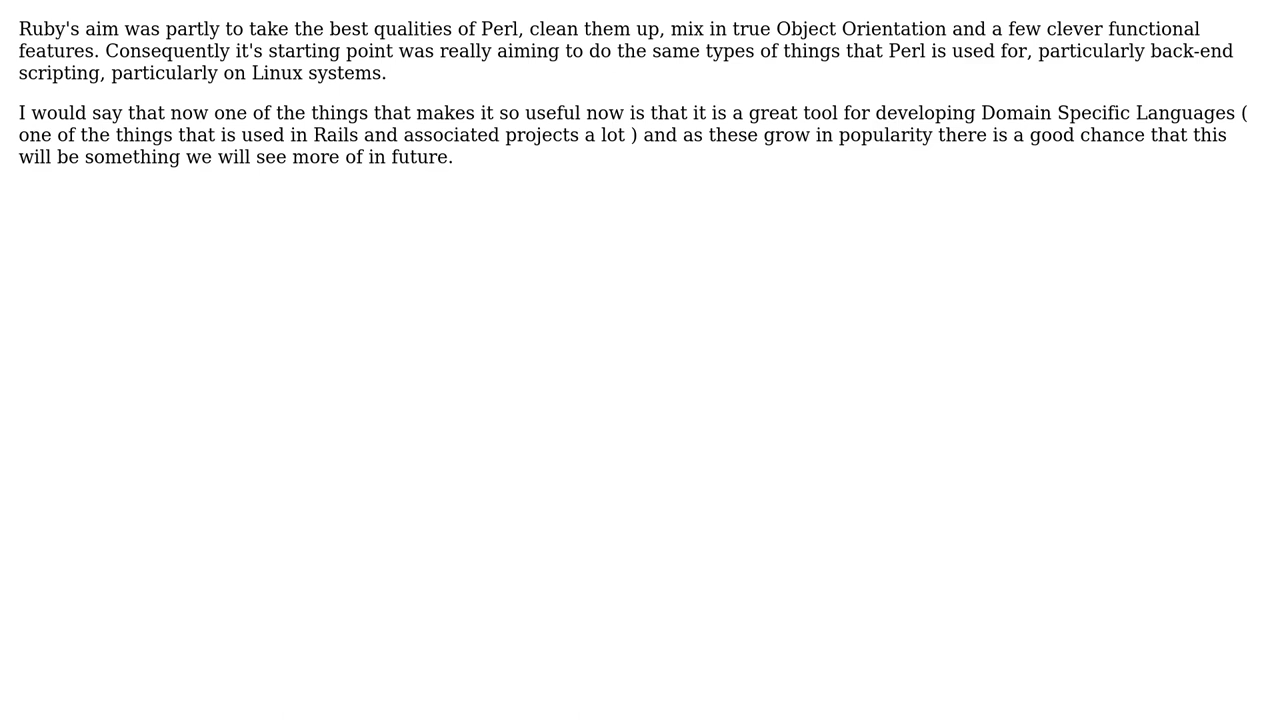 Ruby's aim was partly to take the best qualities of Perl, clean them up, mix in true Object Orientation and a few clever functional
features. Consequently it's starting point was really aiming to do the same types of things that Perl is used for, particularly back-end
scripting, particularly on Linux systems.
I would say that now one of the things that makes it so useful now is that it is a great tool for developing Domain Specific Languages (
one of the things that is used in Rails and associated projects a lot ) and as these grow in popularity there is a good chance that this
will be something we will see more of in future.